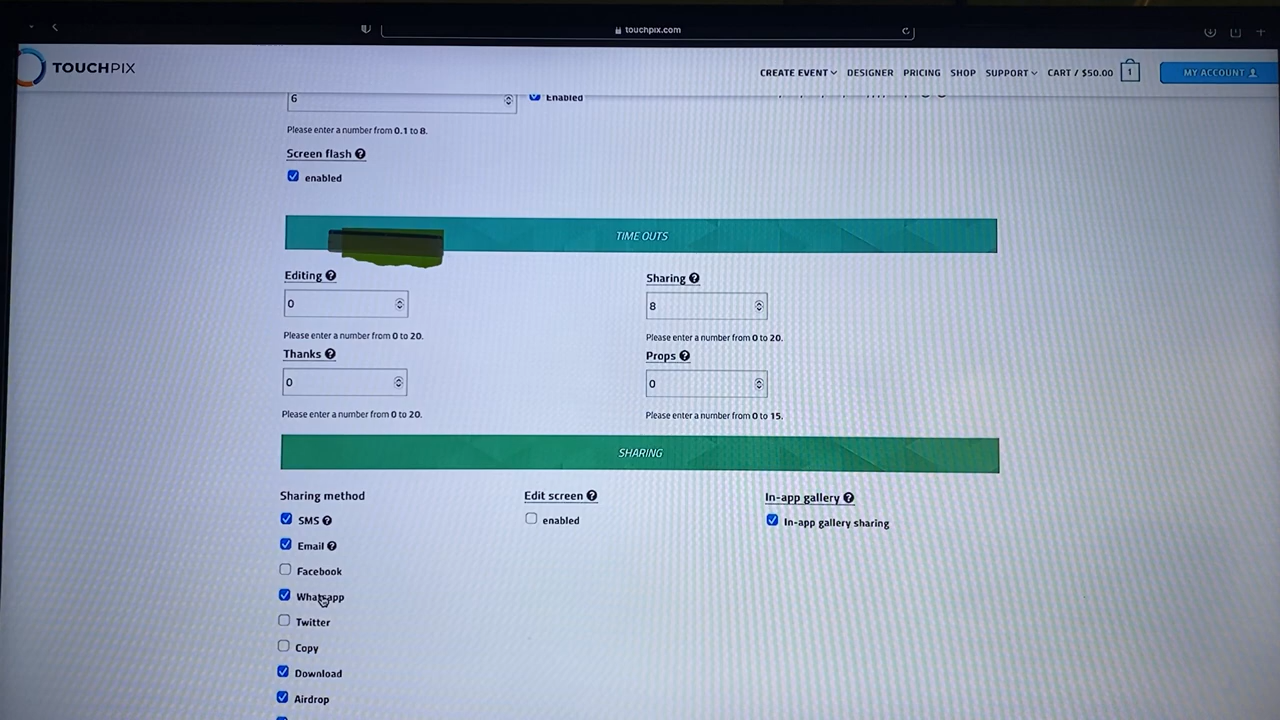 touchpix.com
TOUCHPIX
CREATE EVENT DESIGNER PRICING SHOP SUPPORT CART / $50.00 1 MY ACCOUNT
6
Enabled
Please enter a number from 0.1 to 8.
Screen flash ?
enabled
TIME OUTS
Editing ? Sharing ?
0 8
Please enter a number from 0 to 20. Please enter a number from 0 to 20.
Thanks ? Props ?
0 0
Please enter a number from 0 to 20. Please enter a number from 0 to 15.
SHARING
Sharing method Edit screen ? In-app gallery ?
SMS ? enabled In-app gallery sharing
Email ?
Facebook
Whatsapp
Twitter
Copy
Download
Airdrop